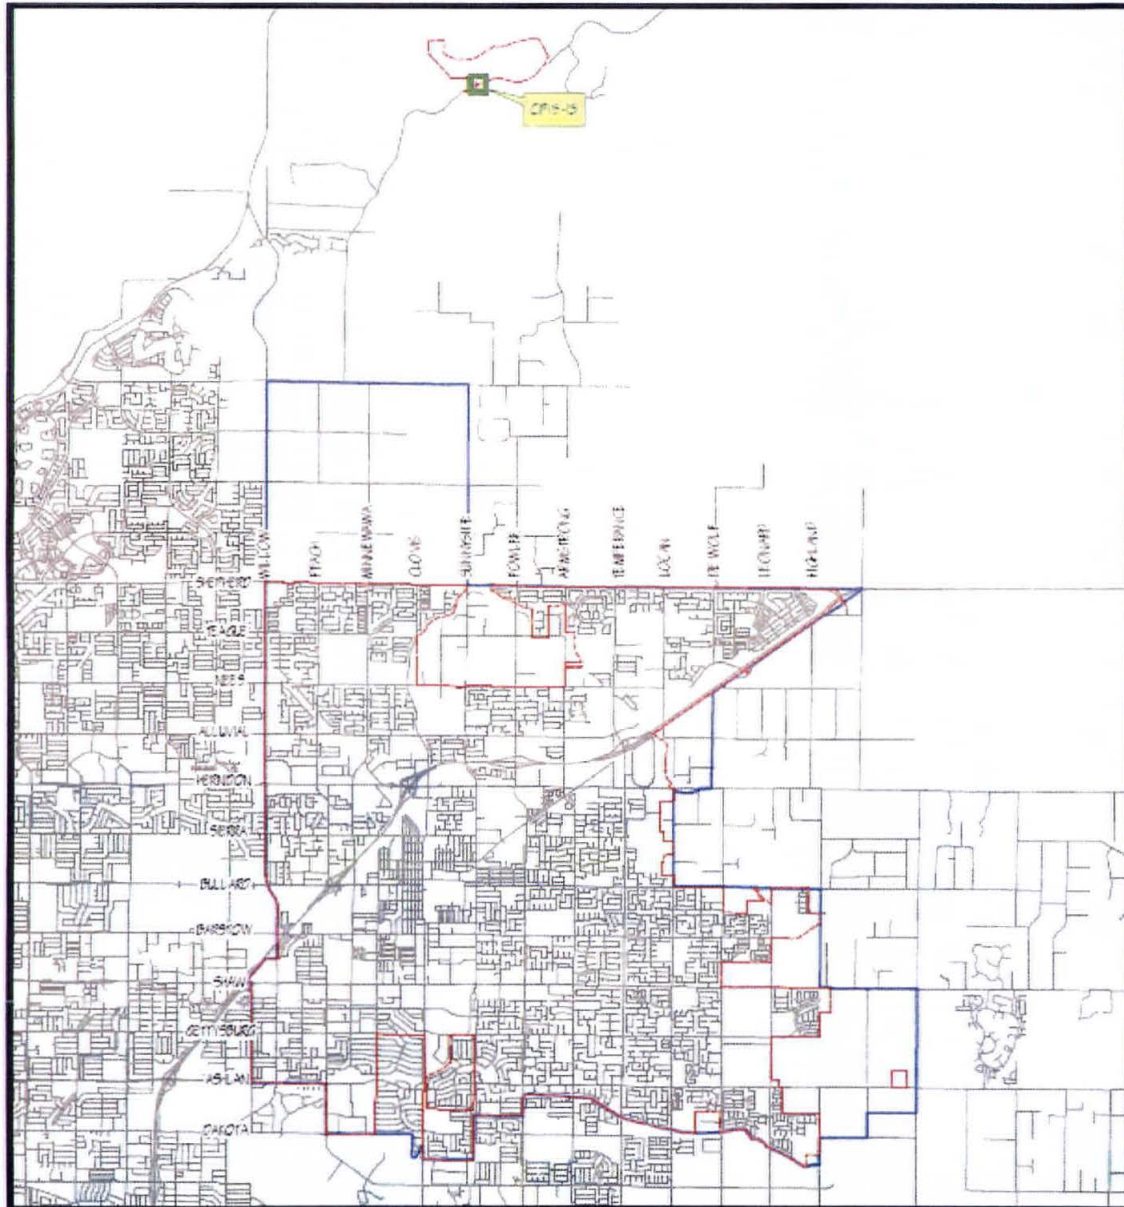 CIP15-15
WILLOW
PEACH
MINNEWAWA
CLOVIS
SUNNYSIDE
FOWLER
ARMSTRONG
TEMPERANCE
LOCAN
DE WOLF
LEONARD
HIGHLAND
SHEPHERD
TEAGUE
NEES
ALLUVIAL
HERNDON
SIERRA
BULLARD
BARSTOW
SHAW
GETTYSBURG
ASHLAN
DAKOTA